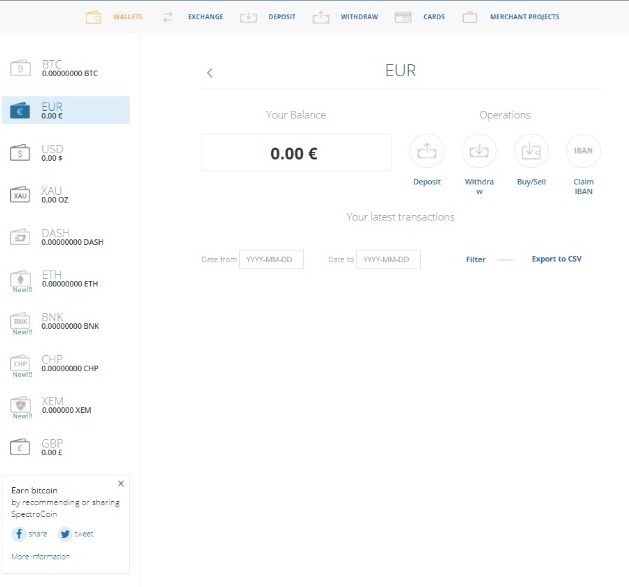 WALLETS EXCHANGE DEPOSIT WITHDRAW CARDS MERCHANT PROJECTS
BTC
0.00000000 BTC
€
EUR
0.00 €
$
USD
0.00 $
XAU
XAU
0.00 OZ
DASH
0.00000000 DASH
ETH
0.00000000 ETH
New!!!
BNK
BNK
0.00000000 BNK
New!!!
CHP
CHP
0.00000000 CHP
New!!!
XEM
0.000000 XEM
New!!!
£
GBP
0.00 £
Earn bitcoin
by recommending or sharing
SpectroCoin
share tweet
More information
EUR
Your Balance
0.00 €
Operations
IBAN
Deposit Withdra Buy/Sell Claim
w IBAN
Your latest transactions
Date from YYYY-MM-DD Date to YYYY-MM-DD Filter Export to CSV